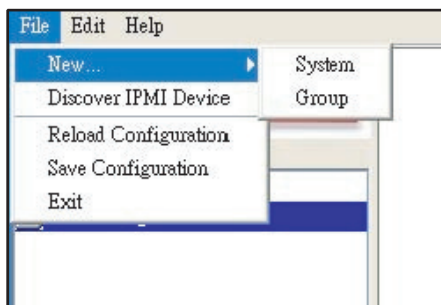 File Edit Help
New... System
Discover IPMI Device Group
Reload Configuration
Save Configuration
Exit